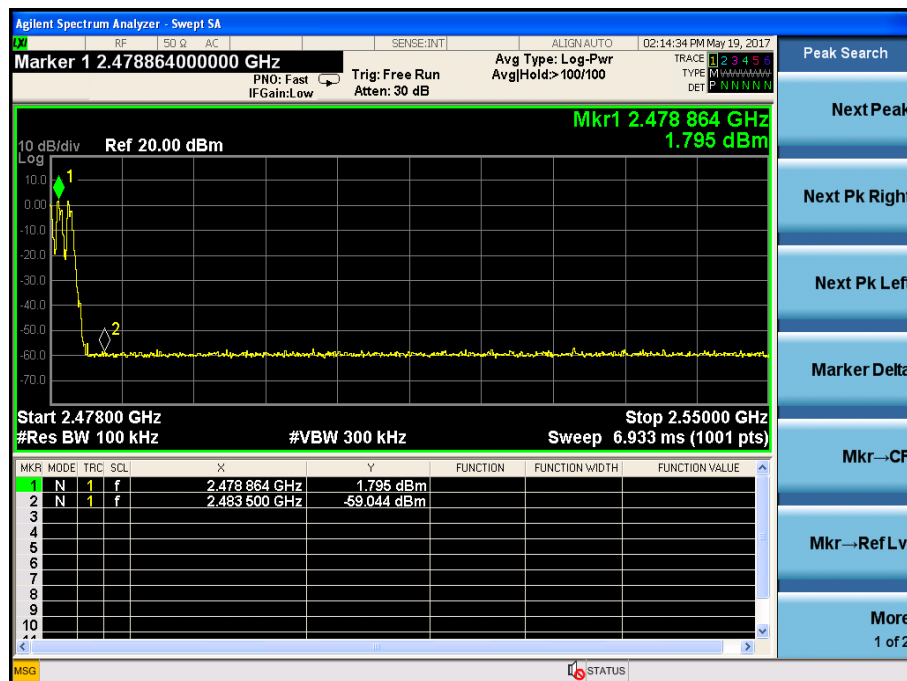 Agilent Spectrum Analyzer - Swept SA
LXI RF 50 Ω AC SENSE:INT ALIGN AUTO 02:14:34 PM May 19, 2017
Marker 1 2.478864000000 GHz
PNO: Fast
IFGain:Low
Trig: Free Run
Atten: 30 dB
Avg Type: Log-Pwr
Avg|Hold:>100/100
TRACE 1 2 3 4 5 6
TYPE M
DET P N N N N N
Peak Search
Next Peak
Next Pk Right
Next Pk Left
Marker Delta
Mkr→CF
Mkr→Ref Lv
More
1 of 2
Mkr1 2.478 864 GHz
1.795 dBm
10 dB/div Ref 20.00 dBm
Log
10.0
0.00
-10.0
-20.0
-30.0
-40.0
-50.0
-60.0
-70.0
1
2
Start 2.47800 GHz Stop 2.55000 GHz
#Res BW 100 kHz #VBW 300 kHz Sweep 6.933 ms (1001 pts)
MKR MODE TRC SCL X Y FUNCTION FUNCTION WIDTH FUNCTION VALUE
1 N 1 f 2.478 864 GHz 1.795 dBm
2 N 1 f 2.483 500 GHz -59.044 dBm
3
4
5
6
7
8
9
10
MSG STATUS